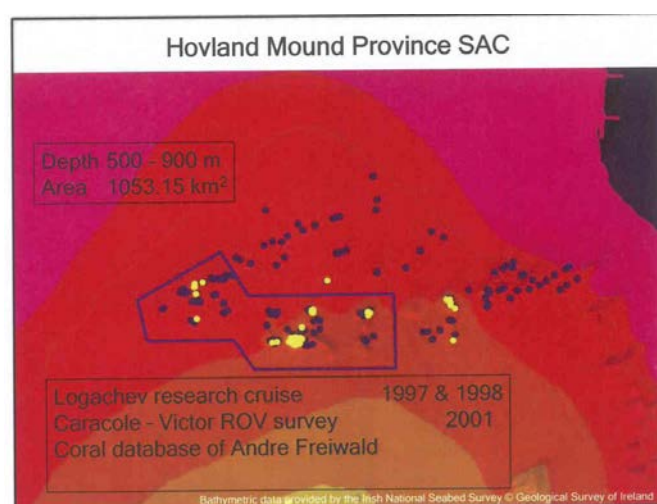 Hovland Mound Province SAC
Depth 500 - 900 m
Area 1053.15 km²
Logachev research cruise 1997 & 1998
Caracole - Victor ROV survey 2001
Coral database of Andre Freiwald
Bathymetric data provided by the Irish National Seabed Survey © Geological Survey of Ireland